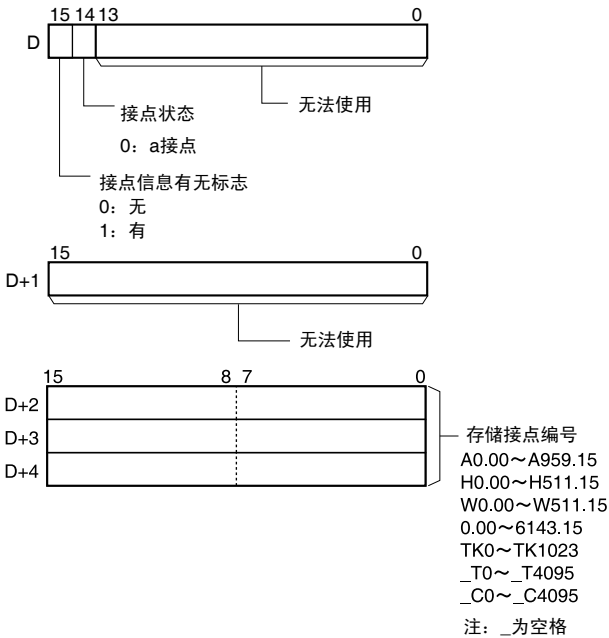 15 14 13 0
D
无法使用
接点状态
0：a接点
接点信息有无标志
0：无
1：有
15 0
D+1
无法使用
15 8 7 0
D+2
D+3
D+4
存储接点编号
A0.00～A959.15
H0.00～H511.15
W0.00～W511.15
0.00～6143.15
TK0～TK1023
_T0～_T4095
_C0～_C4095
注：_为空格